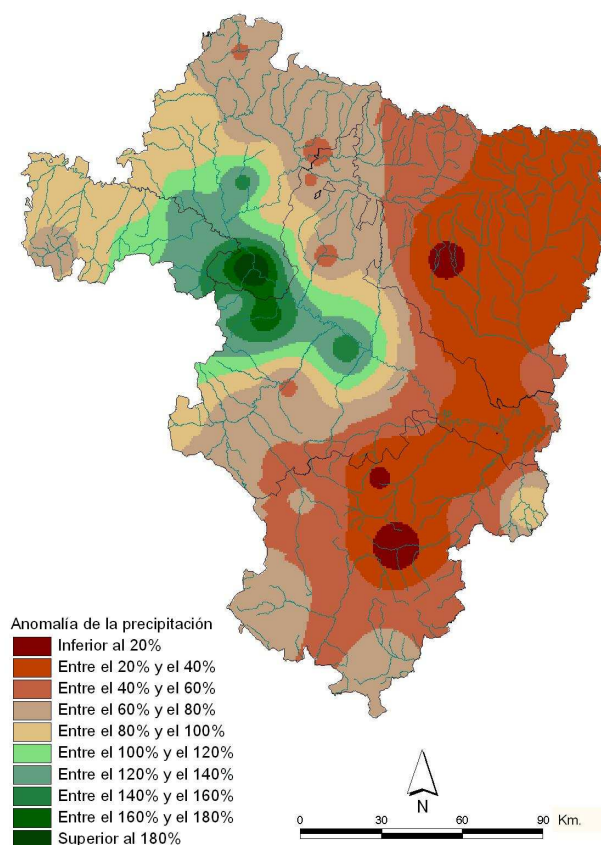 Anomalía de la precipitación
Inferior al 20%
Entre el 20% y el 40%
Entre el 40% y el 60%
Entre el 60% y el 80%
Entre el 80% y el 100%
Entre el 100% y el 120%
Entre el 120% y el 140%
Entre el 140% y el 160%
Entre el 160% y el 180%
Superior al 180%
N
0 30 60 90 Km.